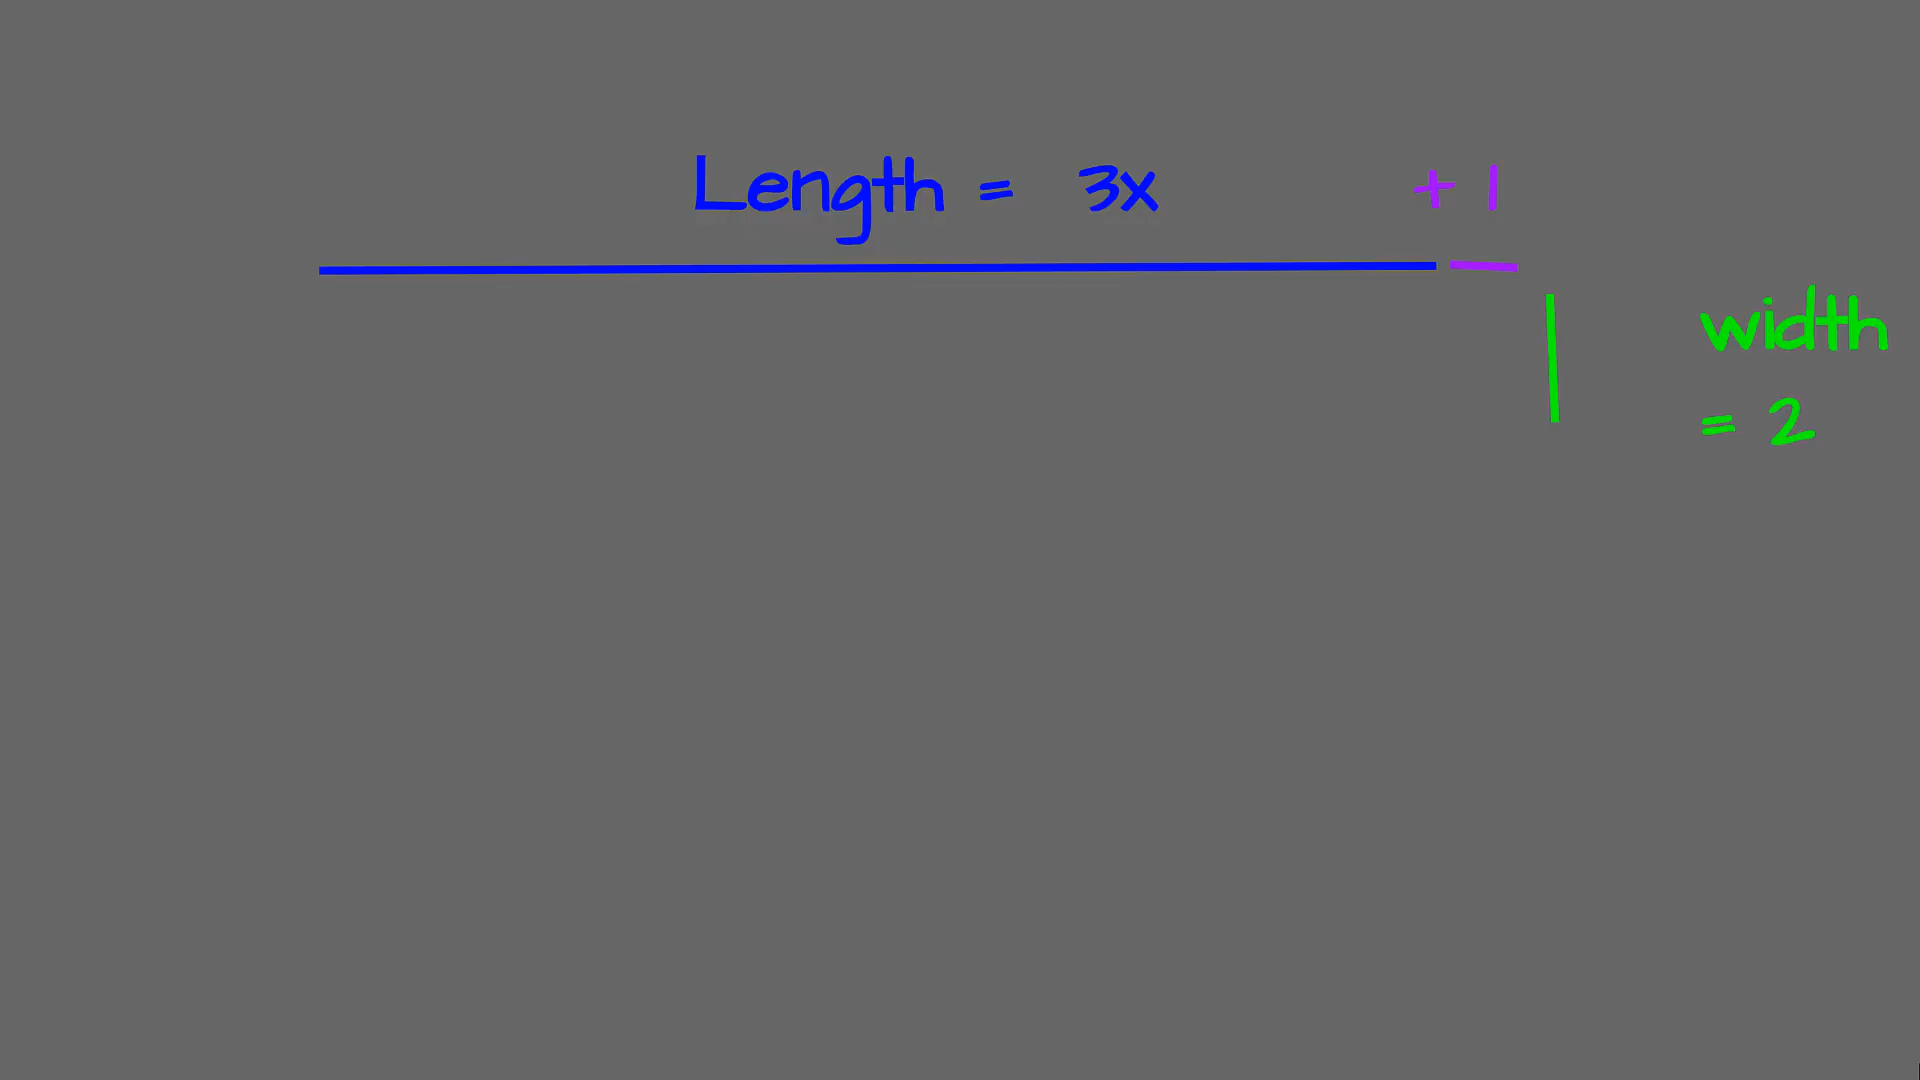 Length = 3x + 1
width
= 2